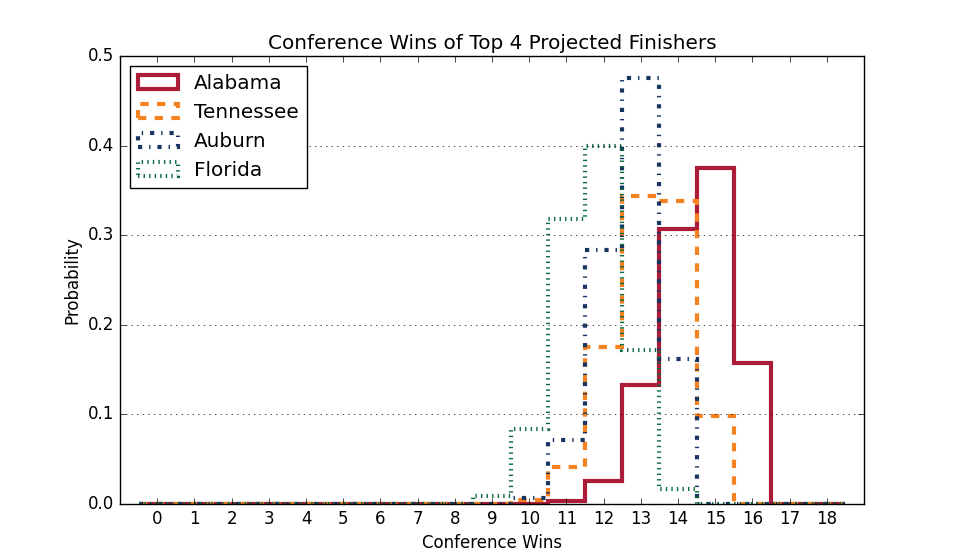 Conference Wins of Top 4 Projected Finishers
0.5
0.4
0.3
0.2
0.1
0.0
Probability
Alabama
Tennessee
Auburn
Florida
0 1 2 3 4 5 6 7 8 9 10 11 12 13 14 15 16 17 18
Conference Wins